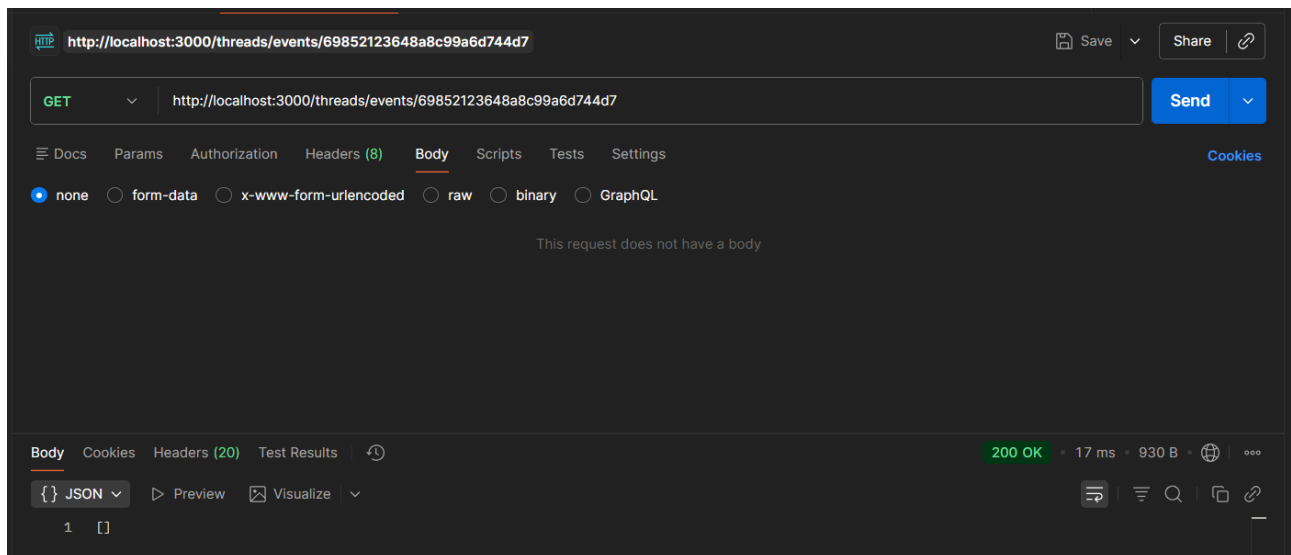 HTTP http://localhost:3000/threads/events/69852123648a8c99a6d744d7 Save Share
GET http://localhost:3000/threads/events/69852123648a8c99a6d744d7 Send
Docs Params Authorization Headers (8) Body Scripts Tests Settings Cookies
none form-data x-www-form-urlencoded raw binary GraphQL
This request does not have a body
Body Cookies Headers (20) Test Results 200 OK • 17 ms • 930 B •
{} JSON Preview Visualize
1 []